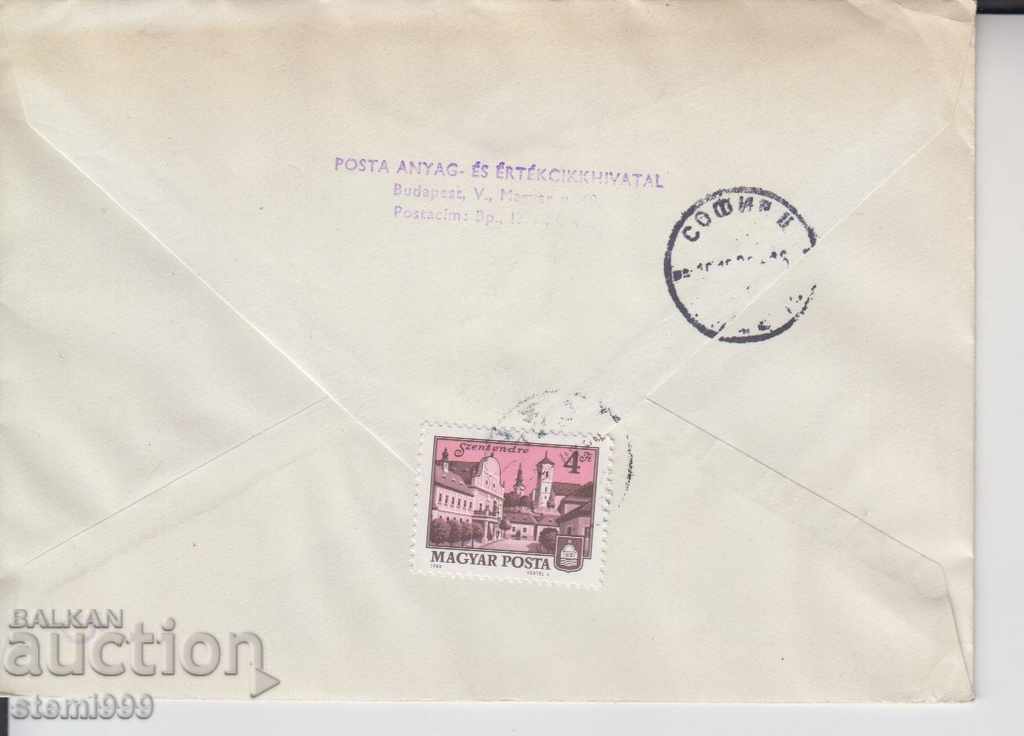 POSTA ANYAG- ÉS ÉRTÉKCIKKHIVATAL
Budapest, V.,
Postacím: Bp.,
СОФИЯ Ц
Szentendre
4 Ft
MAGYAR POSTA
BALKAN
auction
stemi999